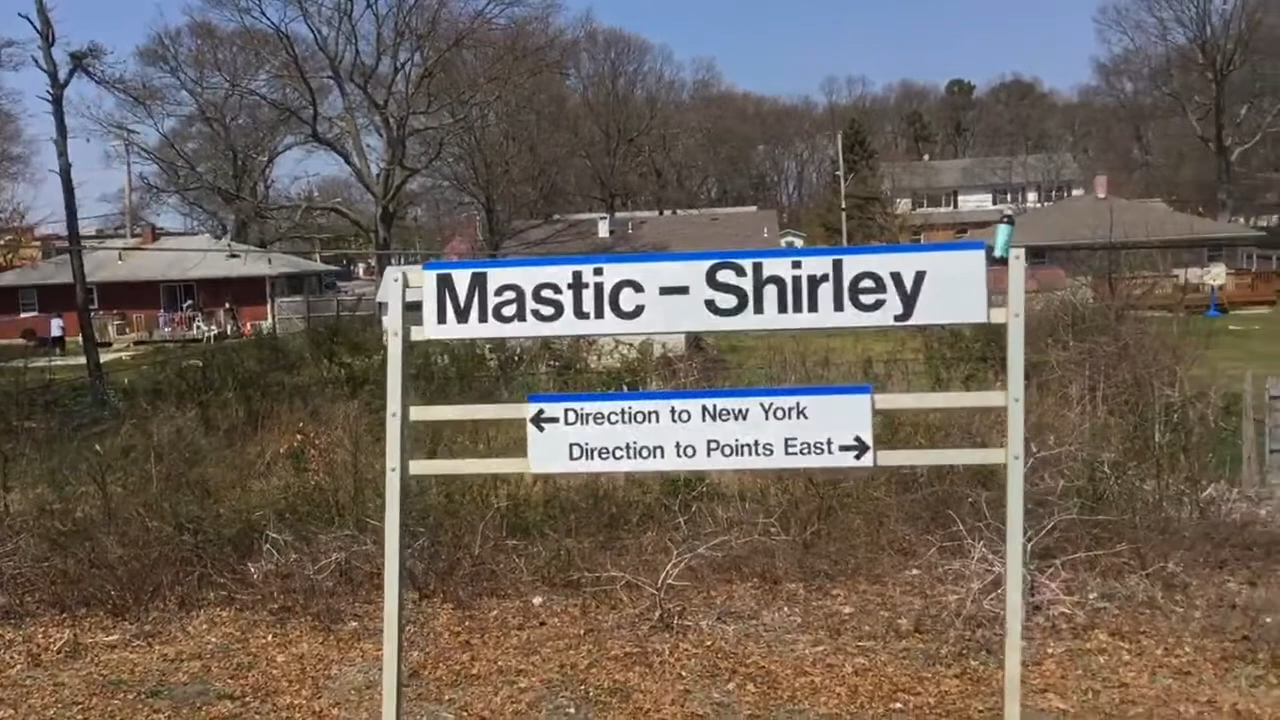 Mastic - Shirley
← Direction to New York
Direction to Points East →